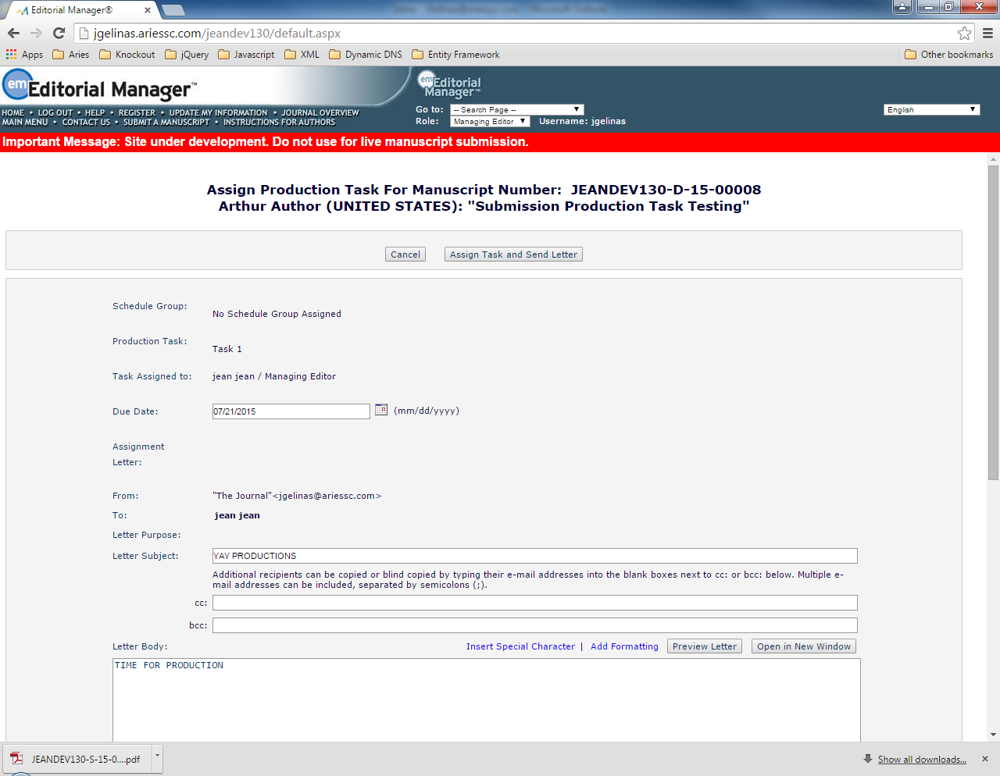 Editorial Manager®
jgelinas.ariessc.com/jeandev130/default.aspx
Apps Aries Knockout jQuery Javascript XML Dynamic DNS Entity Framework Other bookmarks
em Editorial Manager™
em Editorial Manager™
HOME • LOG OUT • HELP • REGISTER • UPDATE MY INFORMATION • JOURNAL OVERVIEW
MAIN MENU • CONTACT US • SUBMIT A MANUSCRIPT • INSTRUCTIONS FOR AUTHORS
Go to: -- Search Page -- English
Role: Managing Editor Username: jgelinas
Important Message: Site under development. Do not use for live manuscript submission.
Assign Production Task For Manuscript Number: JEANDEV130-D-15-00008
Arthur Author (UNITED STATES): "Submission Production Task Testing"
Cancel Assign Task and Send Letter
Schedule Group:
No Schedule Group Assigned
Production Task:
Task 1
Task Assigned to: jean jean / Managing Editor
Due Date: 07/21/2015 (mm/dd/yyyy)
Assignment
Letter:
From: "The Journal"<jgelinas@ariessc.com>
To: jean jean
Letter Purpose:
Letter Subject: YAY PRODUCTIONS
Additional recipients can be copied or blind copied by typing their e-mail addresses into the blank boxes next to cc: or bcc: below. Multiple e-
mail addresses can be included, separated by semicolons (;).
cc:
bcc:
Letter Body: Insert Special Character | Add Formatting Preview Letter Open in New Window
TIME FOR PRODUCTION
JEANDEV130-S-15-0....pdf Show all downloads...